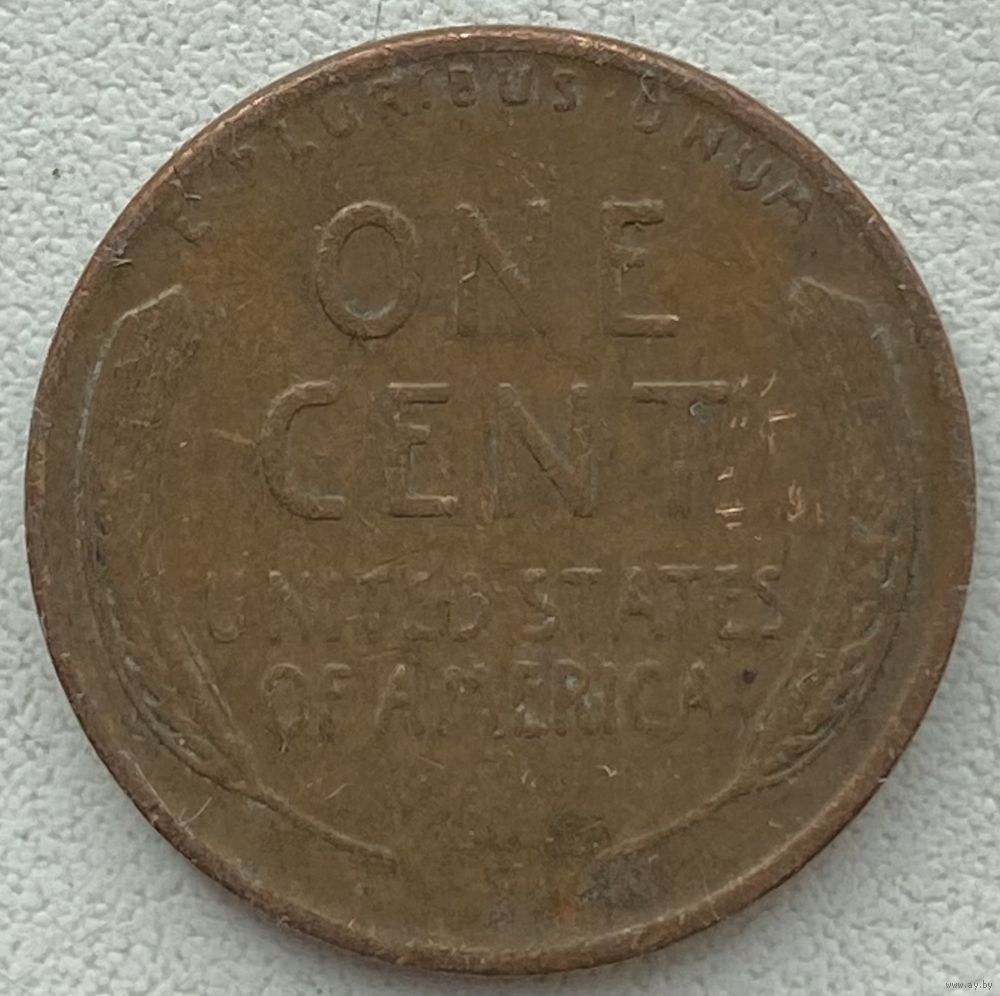 E PLURIBUS UNUM
ONE
CENT
UNITED STATES
OF AMERICA
www.ay.by